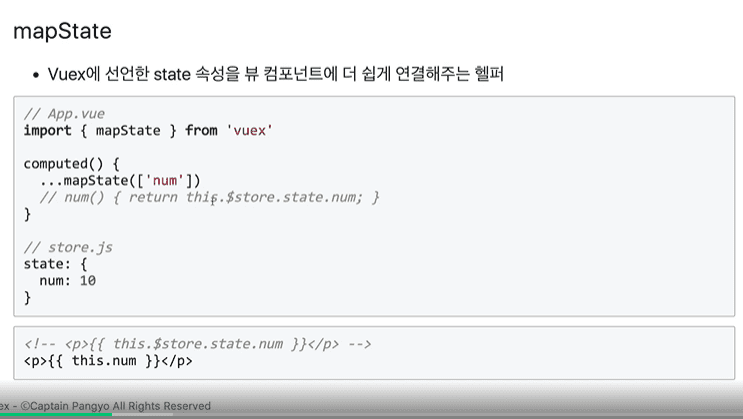 mapState
• Vuex에 선언한 state 속성을 뷰 컴포넌트에 더 쉽게 연결해주는 헬퍼
// App.vue
import { mapState } from 'vuex'
computed() {
...mapState(['num'])
// num() { return this.$store.state.num; }
}
// store.js
state: {
num: 10
}
<!-- <p>{{ this.$store.state.num }}</p> -->
<p>{{ this.num }}</p>
ex - ©Captain Pangyo All Rights Reserved